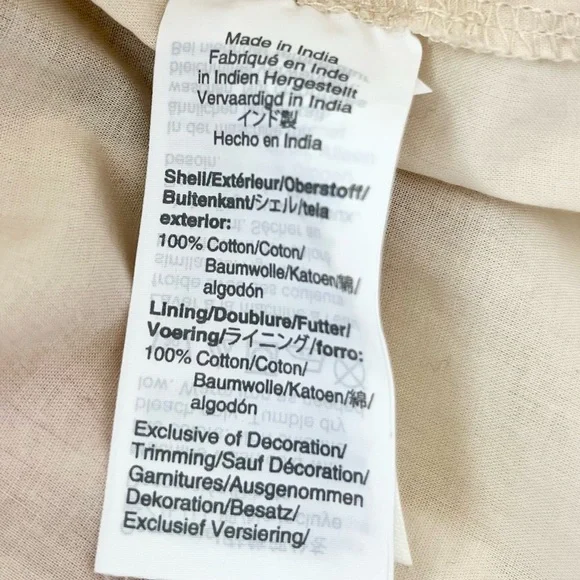 Made in India
Fabriqué en Inde
in Indien Hergestellt
Vervaardigd in India
インド製
Hecho en India
Shell/Extérieur/Oberstoff/
Buitenkant/シェル/tela
exterior:
100% Cotton/Coton/
Baumwolle/Katoen/綿/
algodón
Lining/Doublure/Futter/
Voering/ライニング/forro:
100% Cotton/Coton/
Baumwolle/Katoen/綿/
algodón
Exclusive of Decoration/
Trimming/Sauf Décoration/
Garnitures/Ausgenommen
Dekoration/Besatz/
Exclusief Versiering/